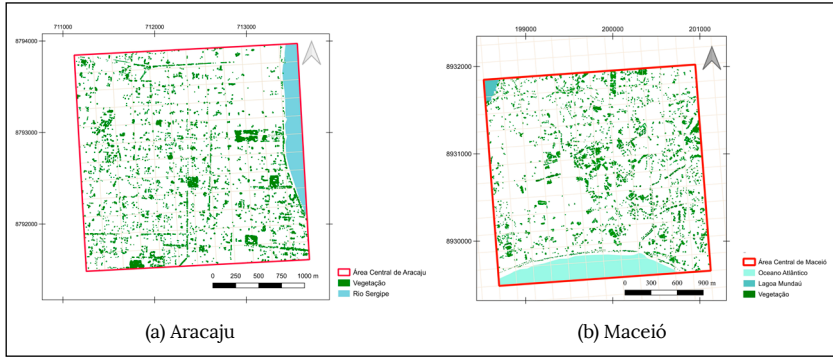 711000 712000 713000
8794000
8793000
8792000
Área Central de Aracaju
Vegetação
Rio Sergipe
0 250 500 750 1000 m
(a) Aracaju
199000 200000 201000
8932000
8931000
8930000
Área Central de Maceió
Oceano Atlântico
Lagoa Mundaú
Vegetação
0 300 600 900 m
(b) Maceió